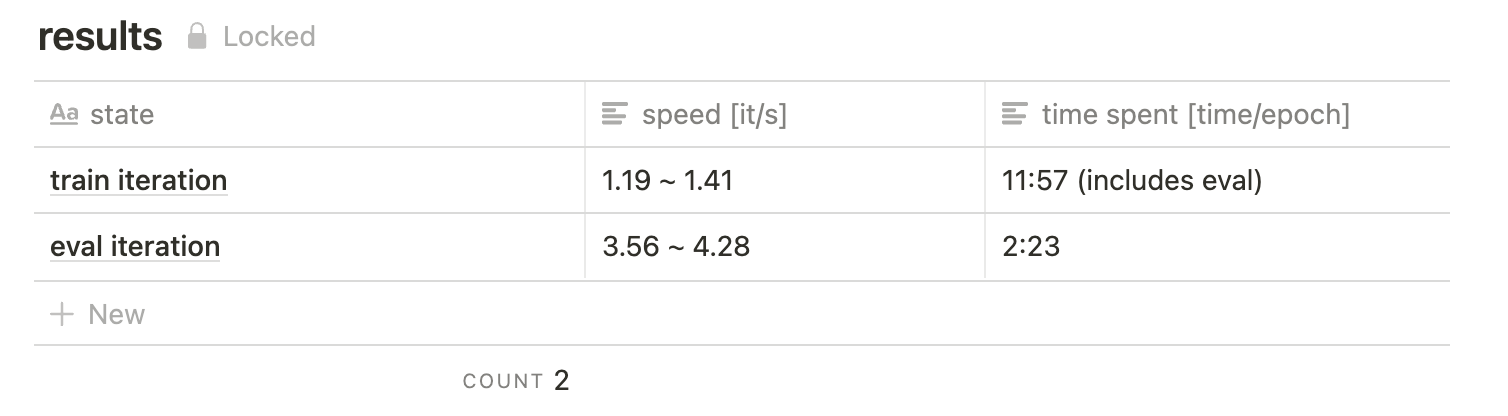 results Locked
Aa state speed [it/s] time spent [time/epoch]
train iteration 1.19 ~ 1.41 11:57 (includes eval)
eval iteration 3.56 ~ 4.28 2:23
+ New
COUNT 2